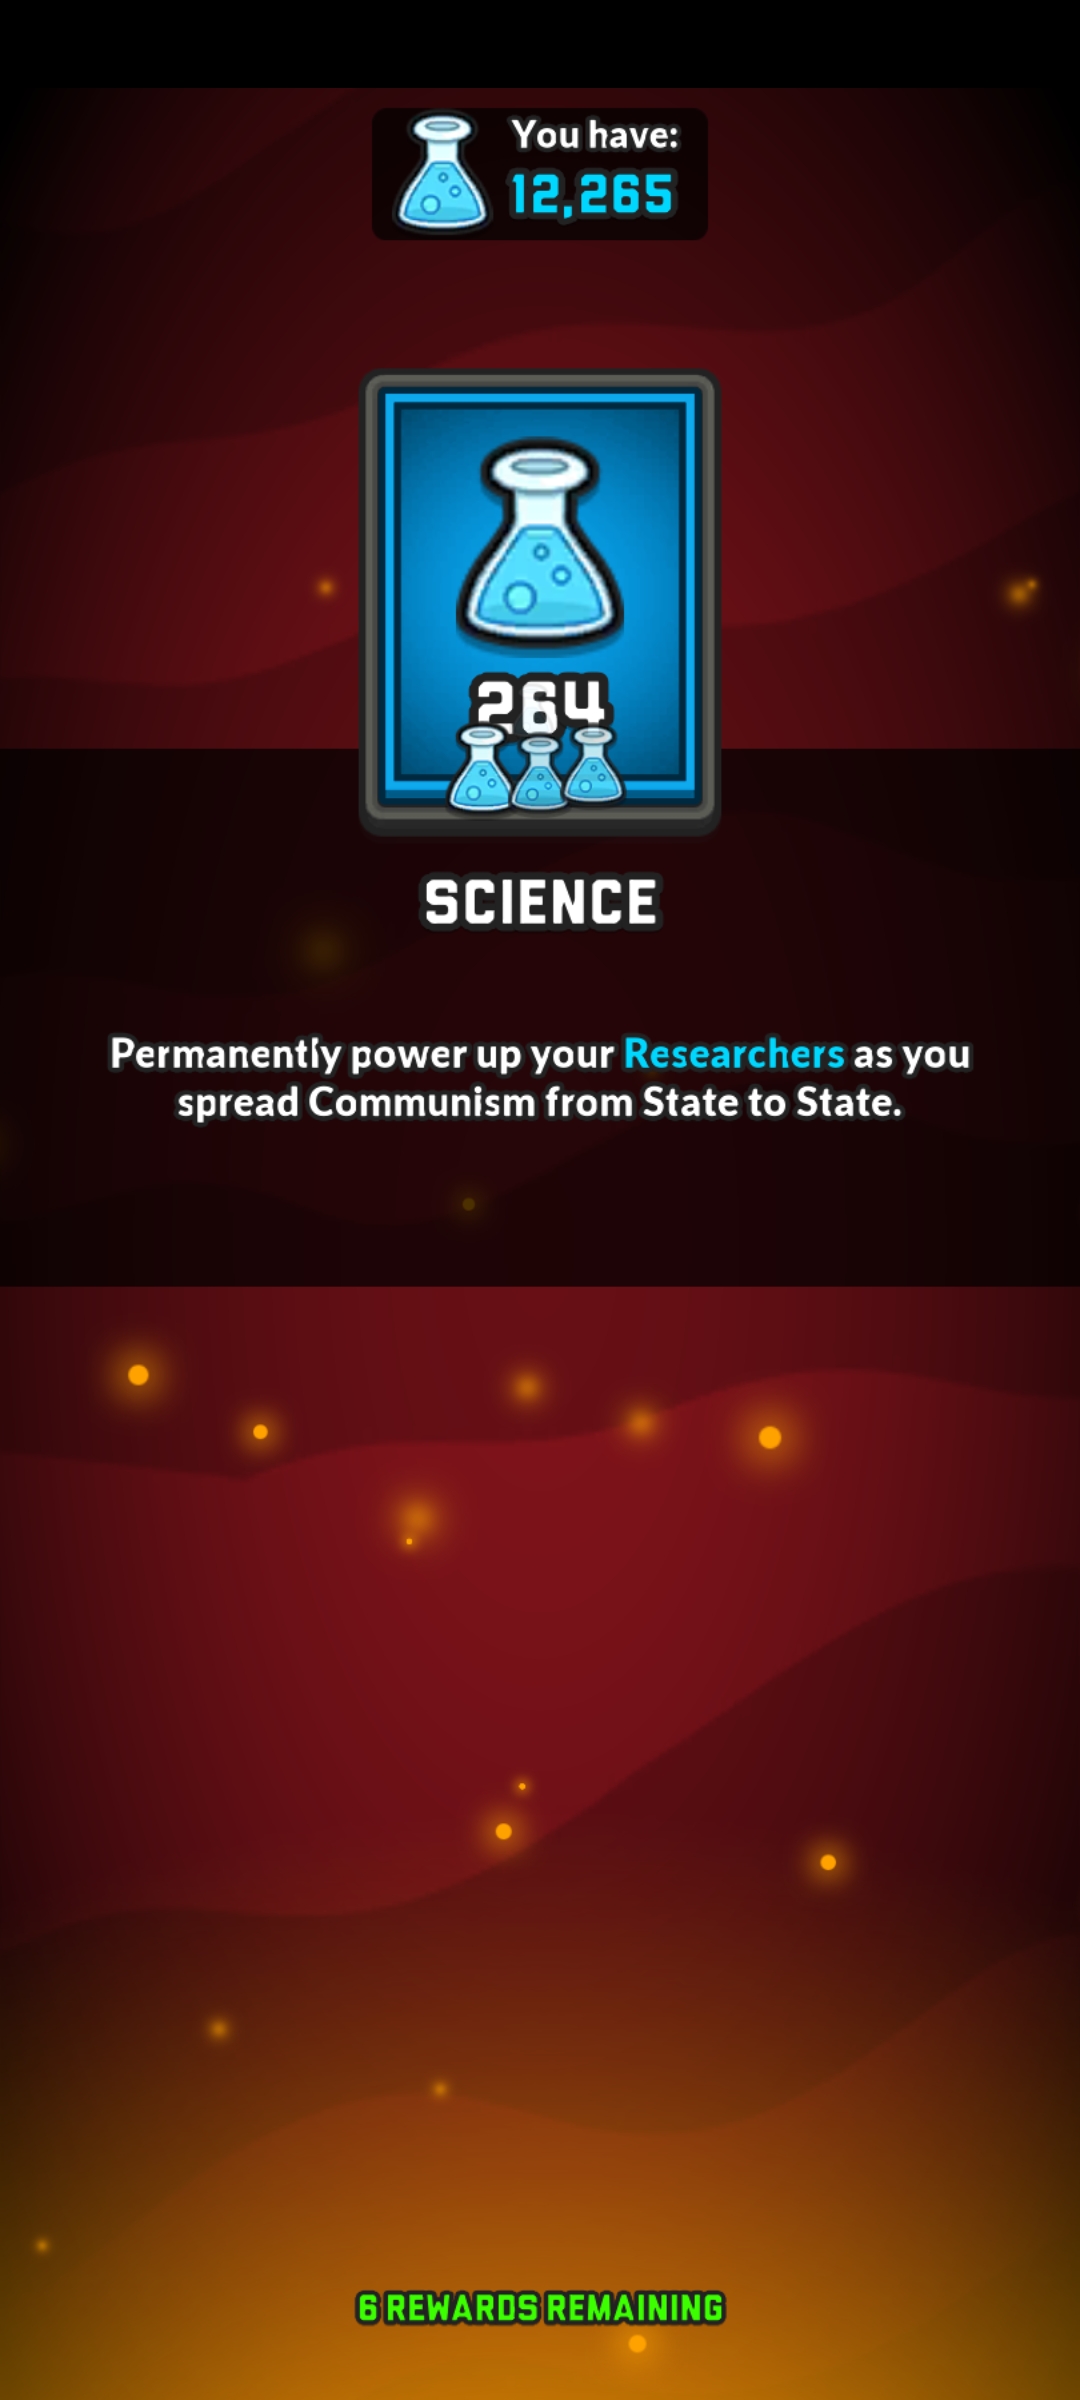 You have:
12,265
264
SCIENCE
Permanently power up your Researchers as you
spread Communism from State to State.
6 REWARDS REMAINING